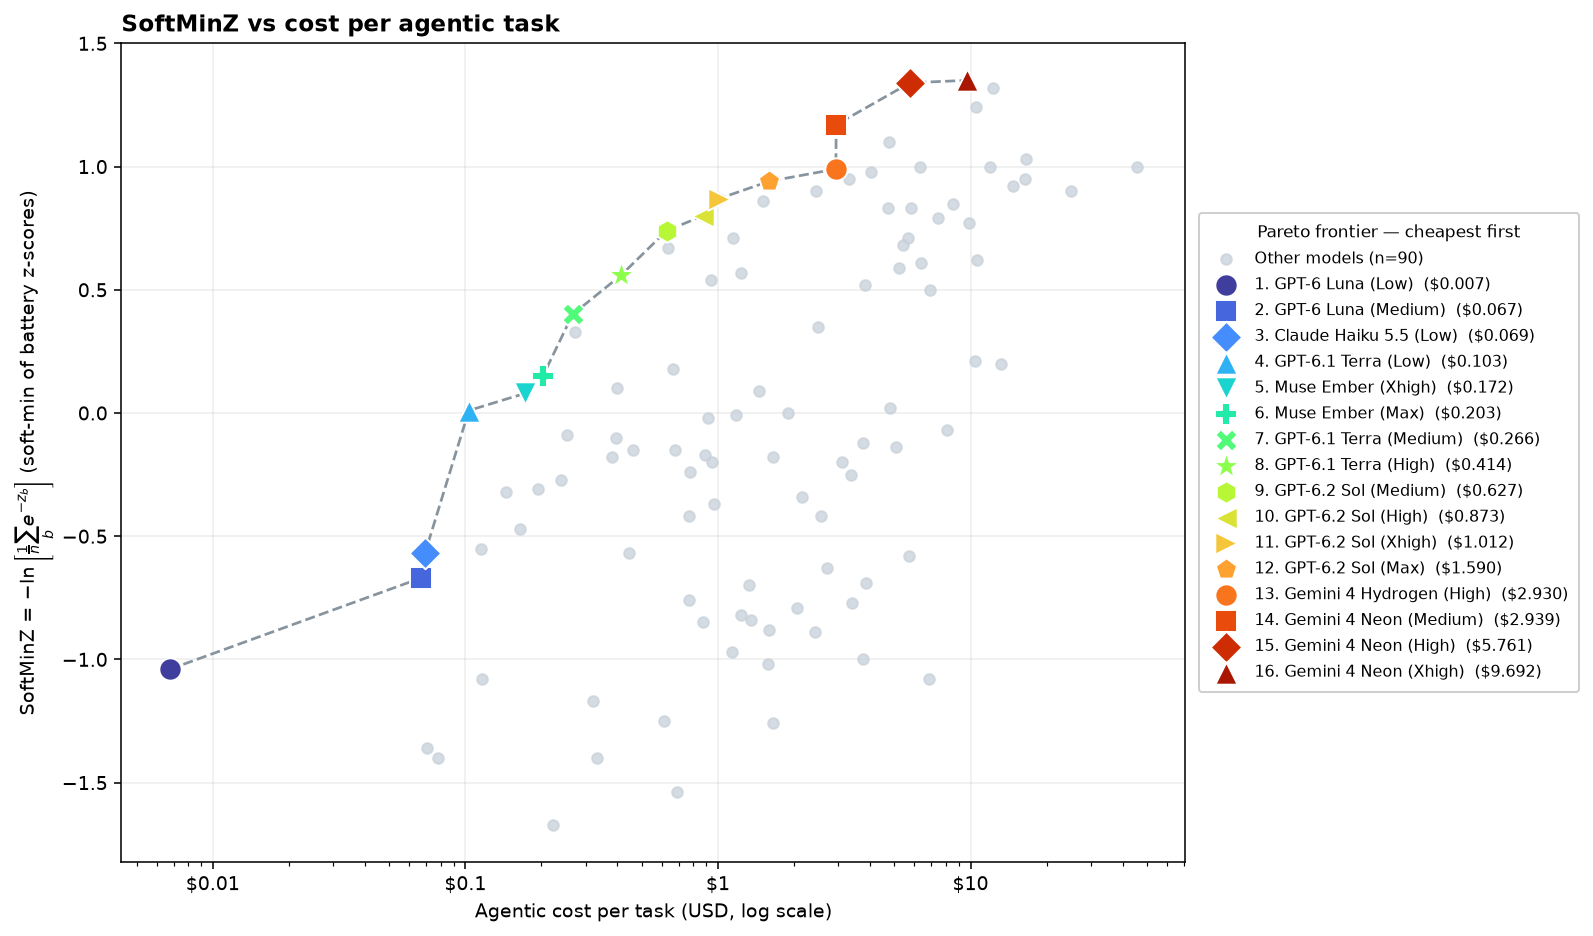 SoftMinZ vs cost per agentic task
SoftMinZ = −ln [1/n ∑_b e^{−z_b}] (soft-min of battery z-scores)
1.5
1.0
0.5
0.0
−0.5
−1.0
−1.5
$0.01
$0.1
$1
$10
Agentic cost per task (USD, log scale)
Pareto frontier — cheapest first
Other models (n=90)
1. GPT-6 Luna (Low) ($0.007)
2. GPT-6 Luna (Medium) ($0.067)
3. Claude Haiku 5.5 (Low) ($0.069)
4. GPT-6.1 Terra (Low) ($0.103)
5. Muse Ember (Xhigh) ($0.172)
6. Muse Ember (Max) ($0.203)
7. GPT-6.1 Terra (Medium) ($0.266)
8. GPT-6.1 Terra (High) ($0.414)
9. GPT-6.2 Sol (Medium) ($0.627)
10. GPT-6.2 Sol (High) ($0.873)
11. GPT-6.2 Sol (Xhigh) ($1.012)
12. GPT-6.2 Sol (Max) ($1.590)
13. Gemini 4 Hydrogen (High) ($2.930)
14. Gemini 4 Neon (Medium) ($2.939)
15. Gemini 4 Neon (High) ($5.761)
16. Gemini 4 Neon (Xhigh) ($9.692)